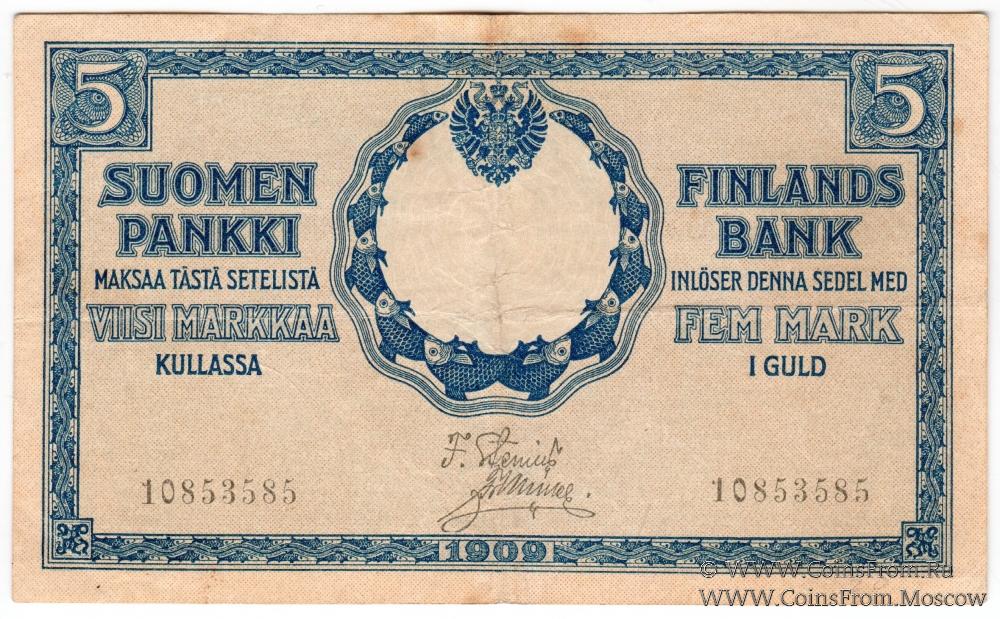 5
5
SUOMEN
PANKKI
MAKSAA TÄSTÄ SETELISTÄ
VIISI MARKKAA
KULLASSA
FINLANDS
BANK
INLÖSER DENNA SEDEL MED
FEM MARK
I GULD
F. Stenius
10853585
10853585
1909
© WWW.CoinsFrom.Ru
WWW.CoinsFrom.Moscow